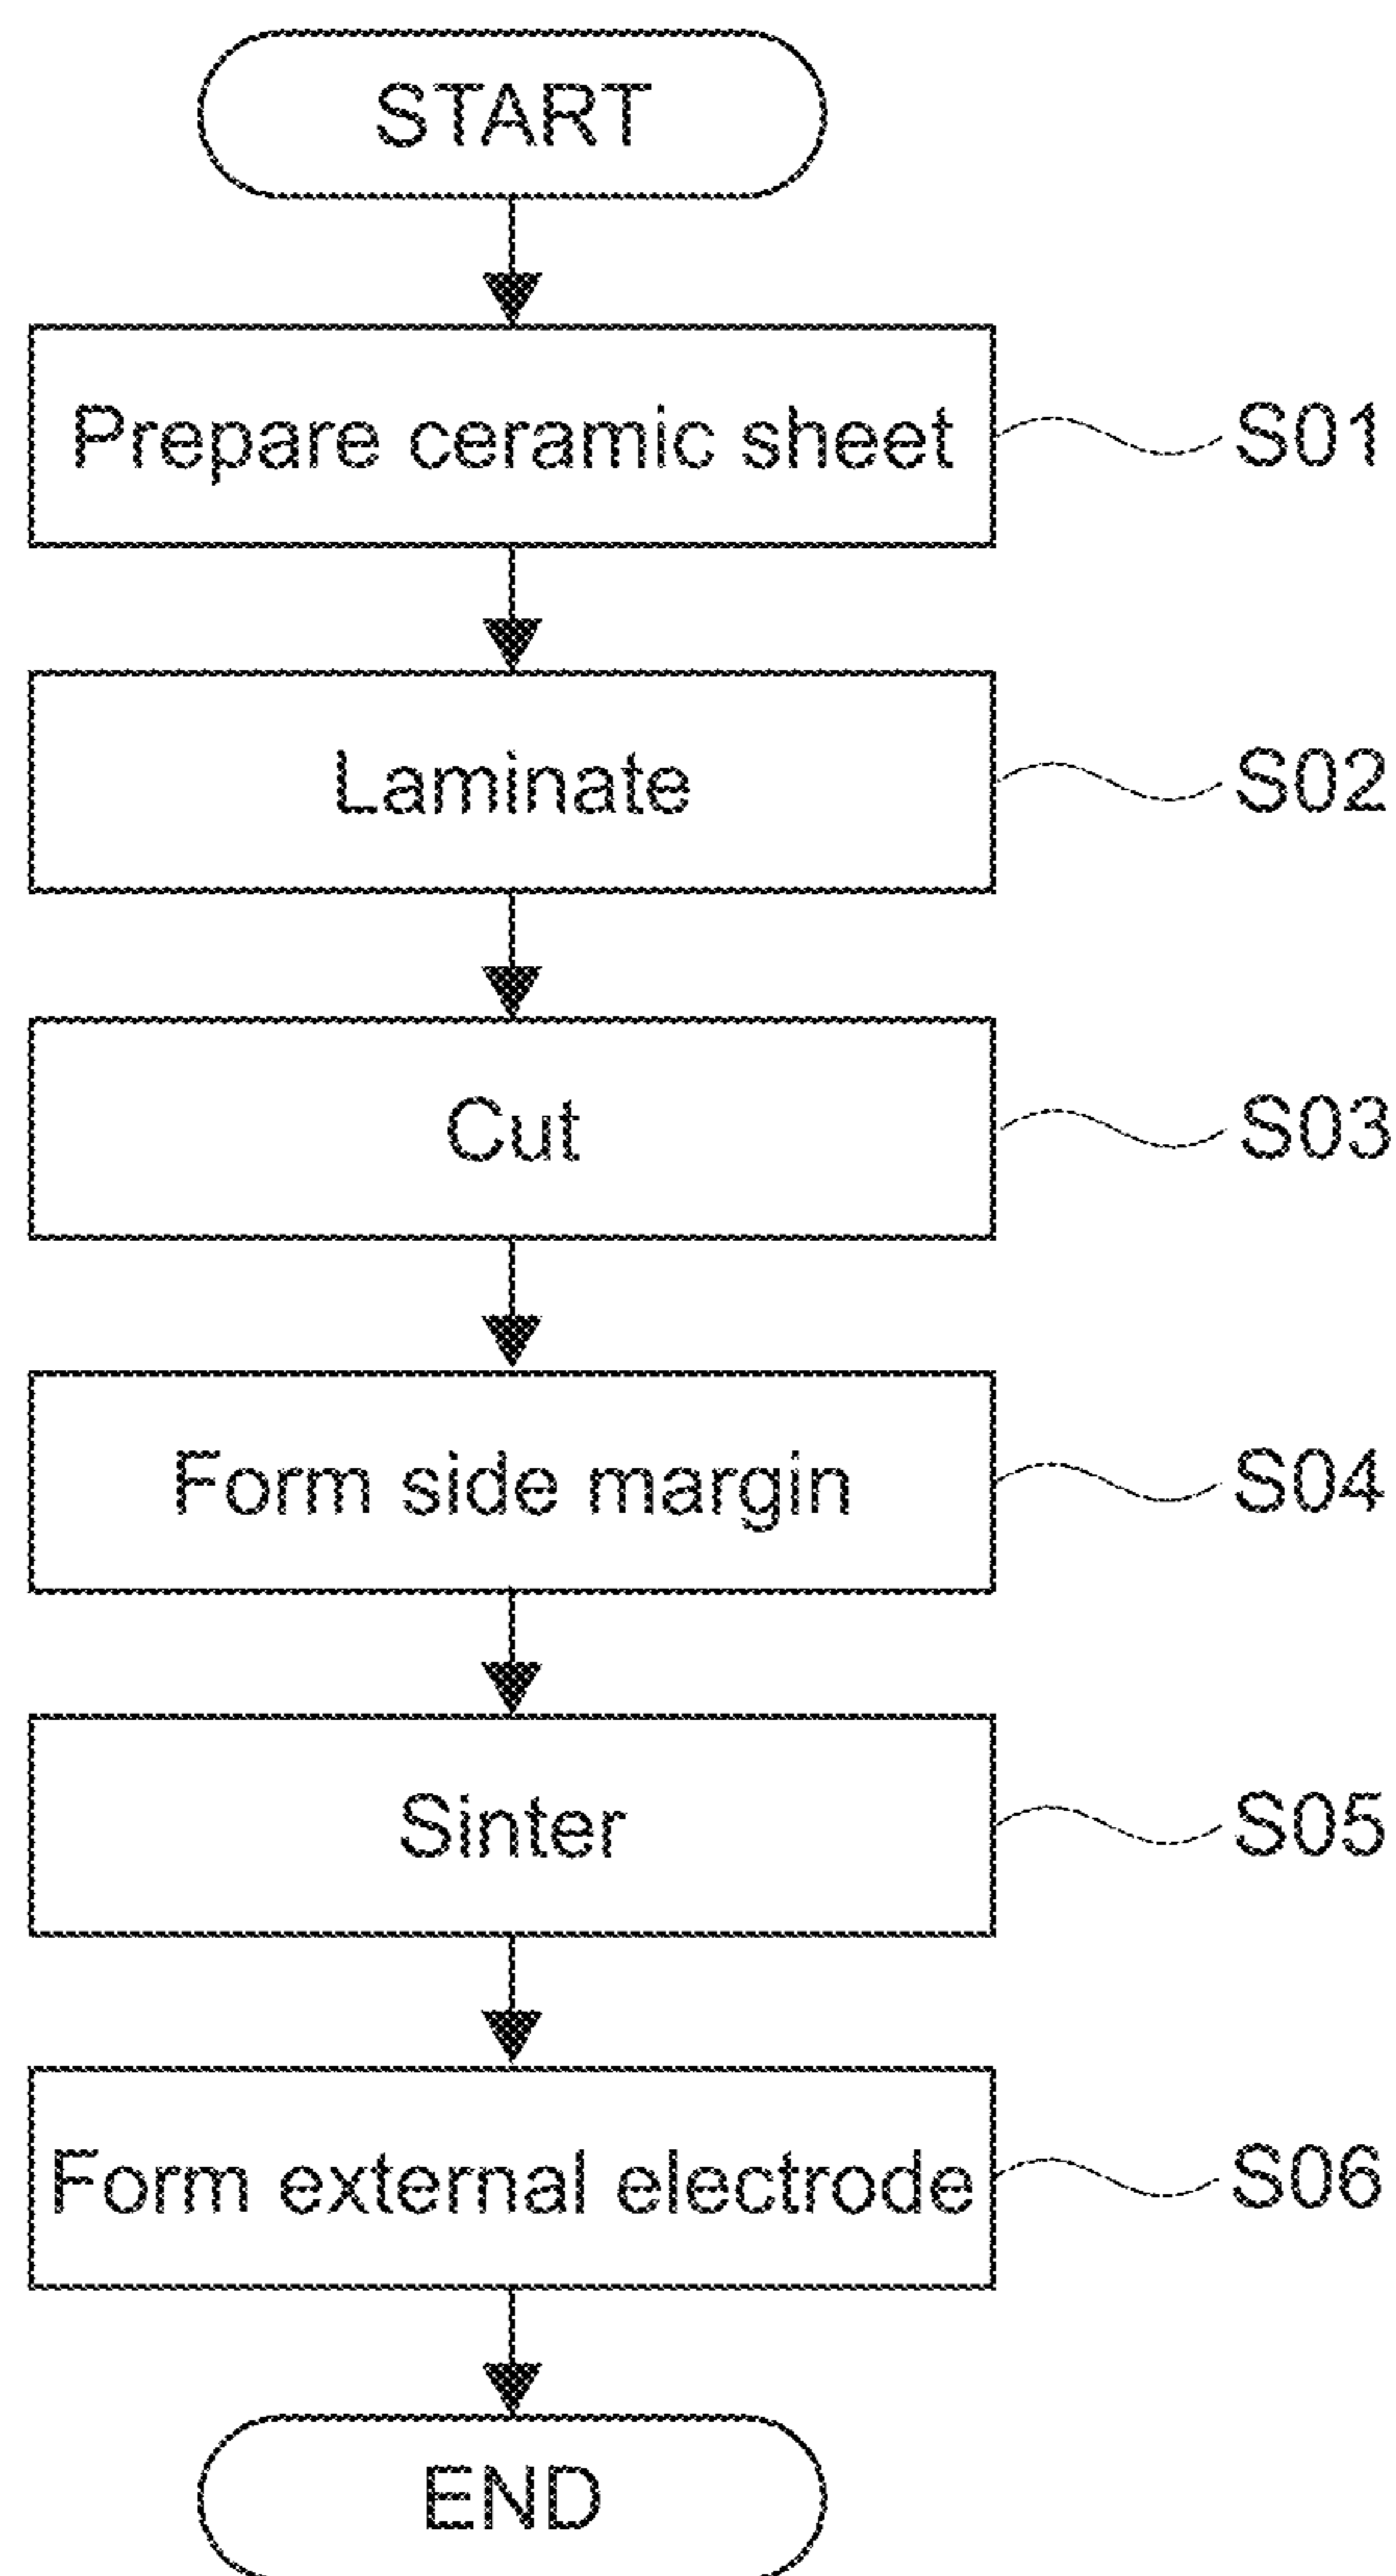 START
Prepare ceramic sheet S01
Laminate S02
Cut S03
Form side margin S04
Sinter S05
Form external electrode S06
END